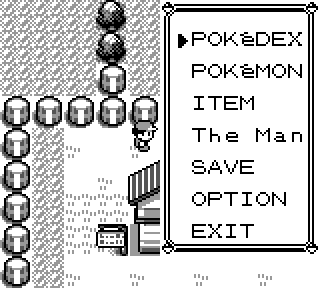 POKéDEX
POKéMON
ITEM
The Man
SAVE
OPTION
EXIT